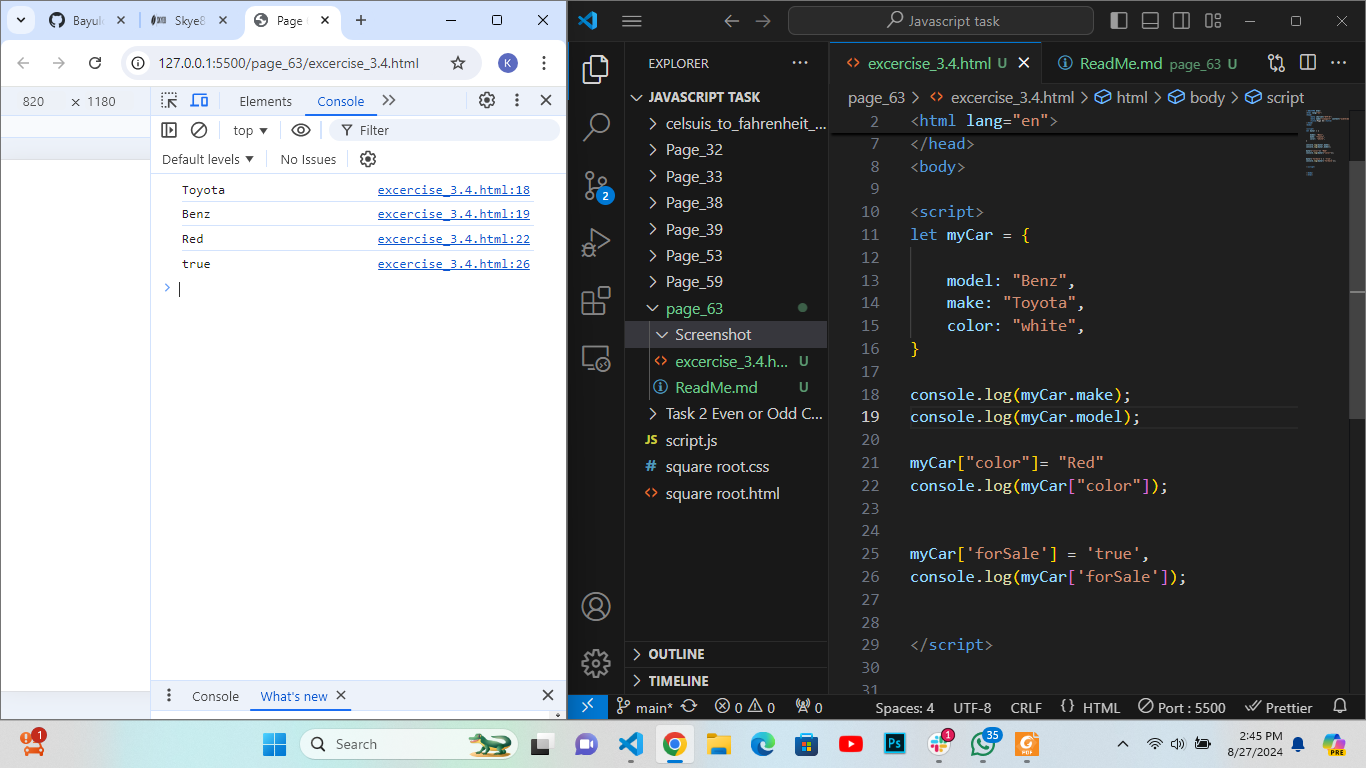 Bayul
Skye8
Page
127.0.0.1:5500/page_63/excercise_3.4.html
K
820 × 1180
Elements
Console
top
Filter
Default levels
No Issues
Toyota excercise_3.4.html:18
Benz excercise_3.4.html:19
Red excercise_3.4.html:22
true excercise_3.4.html:26
>
Console
What's new
Javascript task
EXPLORER
JAVASCRIPT TASK
celsuis_to_fahrenheit_...
Page_32
Page_33
Page_38
Page_39
Page_53
Page_59
page_63
Screenshot
excercise_3.4.h... U
ReadMe.md U
Task 2 Even or Odd C...
JS script.js
# square root.css
<> square root.html
OUTLINE
TIMELINE
2
excercise_3.4.html U
ReadMe.md page_63 U
page_63 > excercise_3.4.html > html > body > script
2 <html lang="en">
7 </head>
8 <body>
9
10 <script>
11 let myCar = {
12
13 model: "Benz",
14 make: "Toyota",
15 color: "white",
16 }
17
18 console.log(myCar.make);
19 console.log(myCar.model);
20
21 myCar["color"]= "Red"
22 console.log(myCar["color"]);
23
24
25 myCar['forSale'] = 'true',
26 console.log(myCar['forSale']);
27
28
29 </script>
30
31
main* 0 0 0 Spaces: 4 UTF-8 CRLF {} HTML Port : 5500 Prettier
1
Search
Ps
1
35
PDF
2:45 PM
8/27/2024
PRE